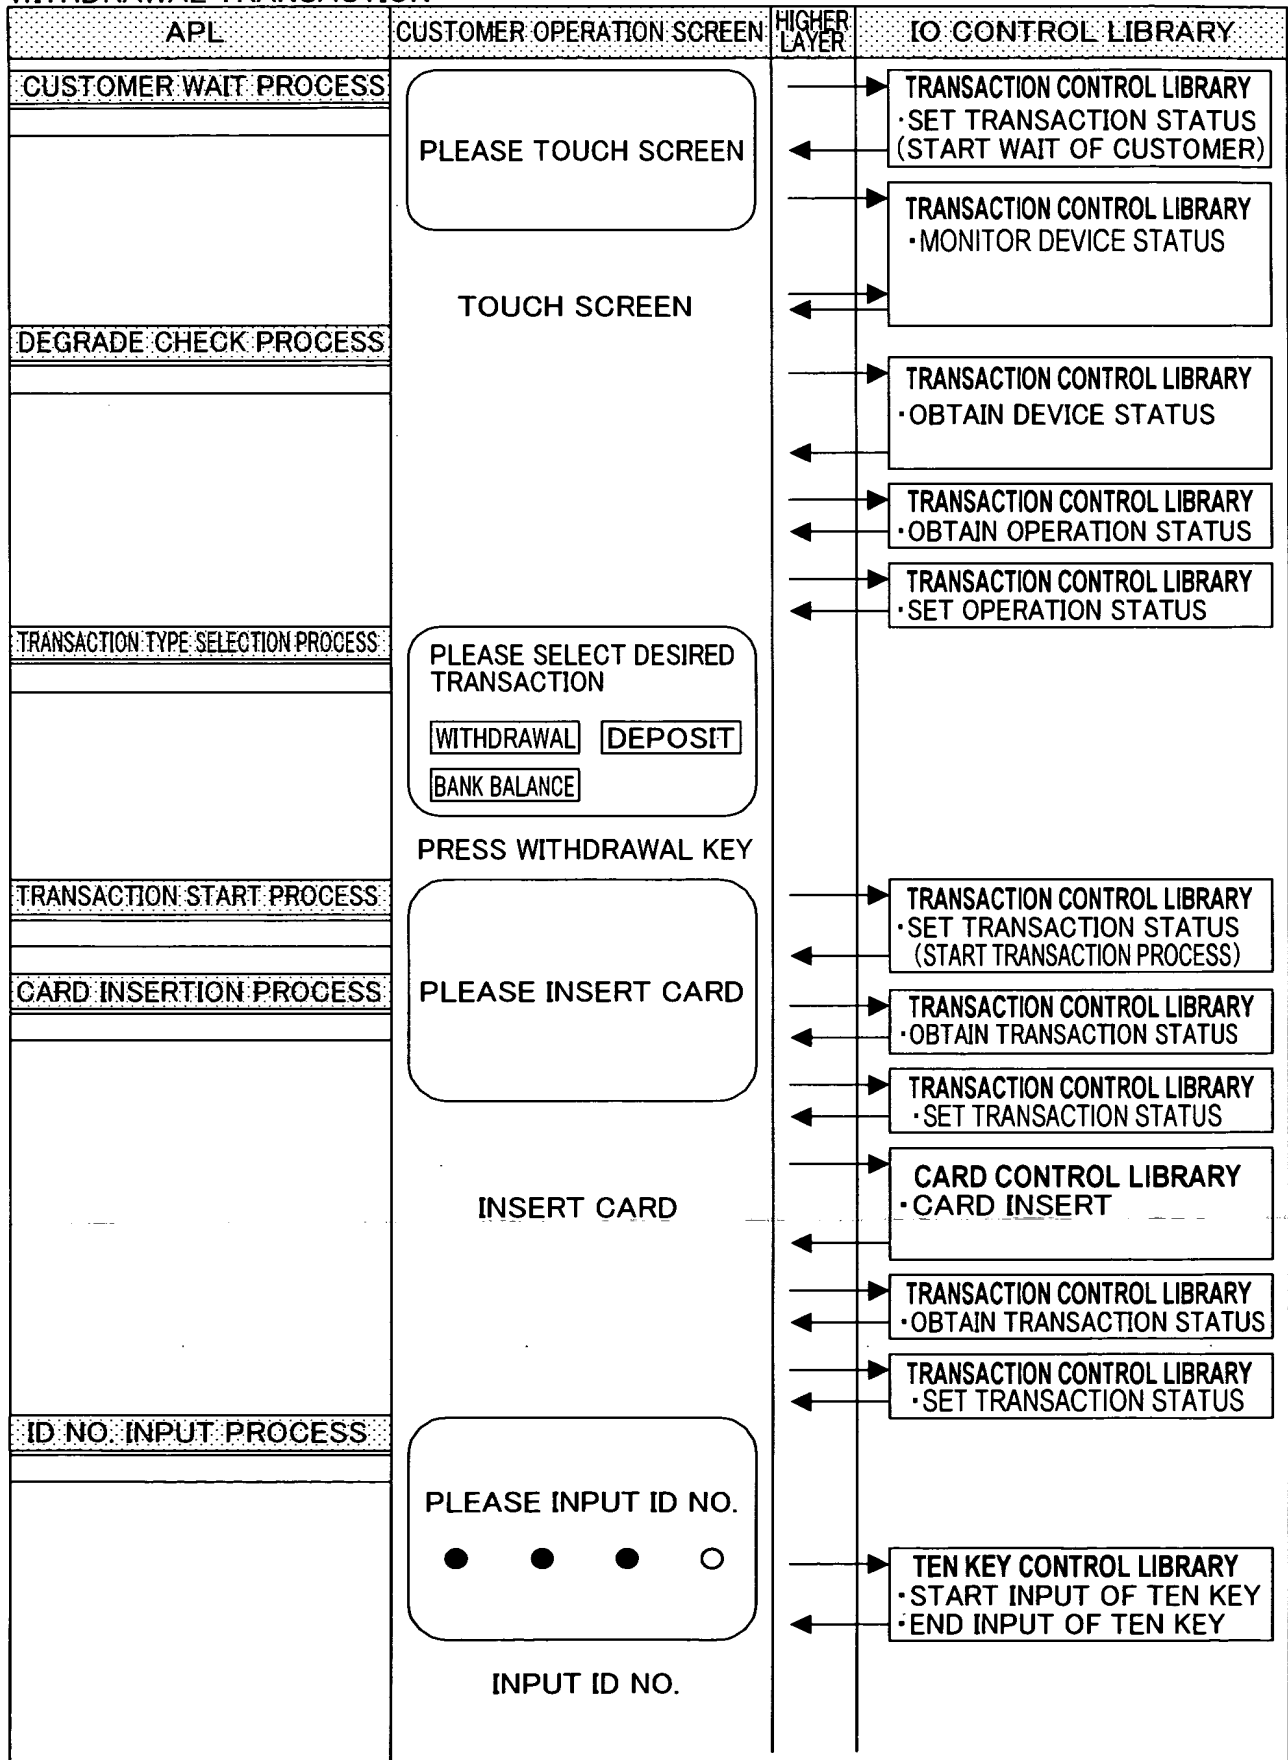 WITHDRAWAL TRANSACTION
APL
CUSTOMER OPERATION SCREEN
HIGHER
LAYER
IO CONTROL LIBRARY
CUSTOMER WAIT PROCESS
PLEASE TOUCH SCREEN
TRANSACTION CONTROL LIBRARY
・SET TRANSACTION STATUS
(START WAIT OF CUSTOMER)
TRANSACTION CONTROL LIBRARY
・MONITOR DEVICE STATUS
TOUCH SCREEN
DEGRADE CHECK PROCESS
TRANSACTION CONTROL LIBRARY
・OBTAIN DEVICE STATUS
TRANSACTION CONTROL LIBRARY
・OBTAIN OPERATION STATUS
TRANSACTION CONTROL LIBRARY
・SET OPERATION STATUS
TRANSACTION TYPE SELECTION PROCESS
PLEASE SELECT DESIRED
TRANSACTION
WITHDRAWAL DEPOSIT
BANK BALANCE
PRESS WITHDRAWAL KEY
TRANSACTION START PROCESS
TRANSACTION CONTROL LIBRARY
・SET TRANSACTION STATUS
(START TRANSACTION PROCESS)
CARD INSERTION PROCESS
PLEASE INSERT CARD
TRANSACTION CONTROL LIBRARY
・OBTAIN TRANSACTION STATUS
TRANSACTION CONTROL LIBRARY
・SET TRANSACTION STATUS
INSERT CARD
CARD CONTROL LIBRARY
・CARD INSERT
TRANSACTION CONTROL LIBRARY
・OBTAIN TRANSACTION STATUS
TRANSACTION CONTROL LIBRARY
・SET TRANSACTION STATUS
ID NO. INPUT PROCESS
PLEASE INPUT ID NO.
TEN KEY CONTROL LIBRARY
・START INPUT OF TEN KEY
・END INPUT OF TEN KEY
INPUT ID NO.